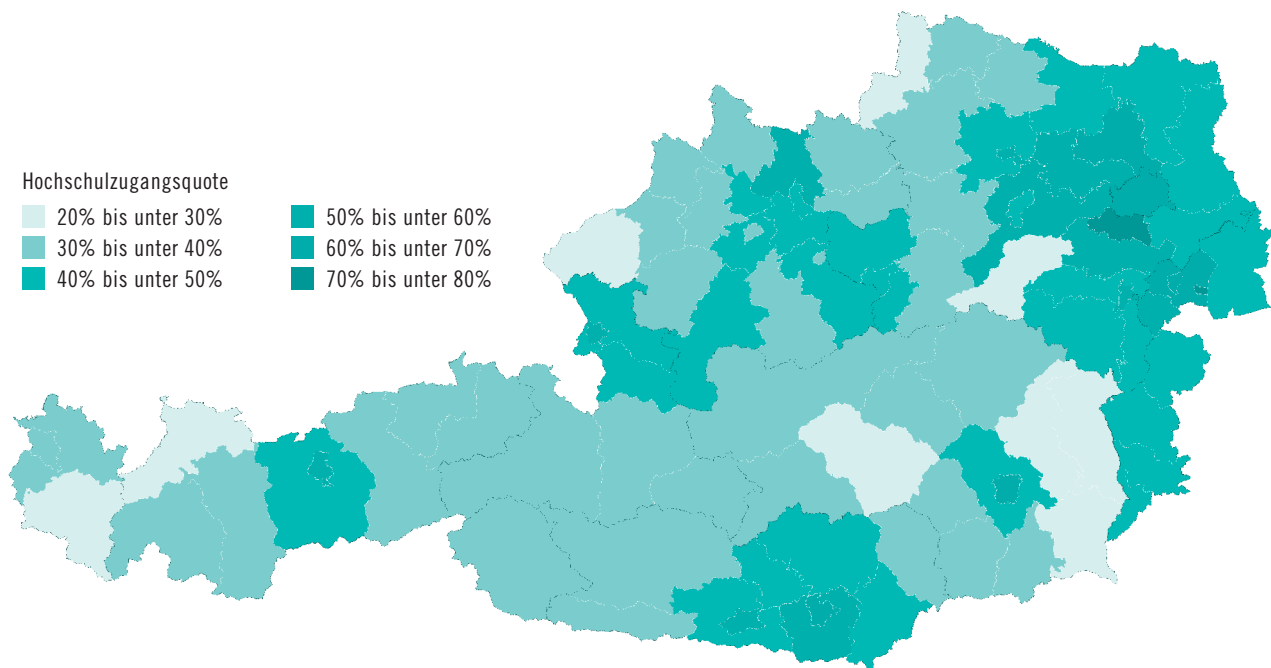 Hochschulzugangsquote
20% bis unter 30%
30% bis unter 40%
40% bis unter 50%
50% bis unter 60%
60% bis unter 70%
70% bis unter 80%